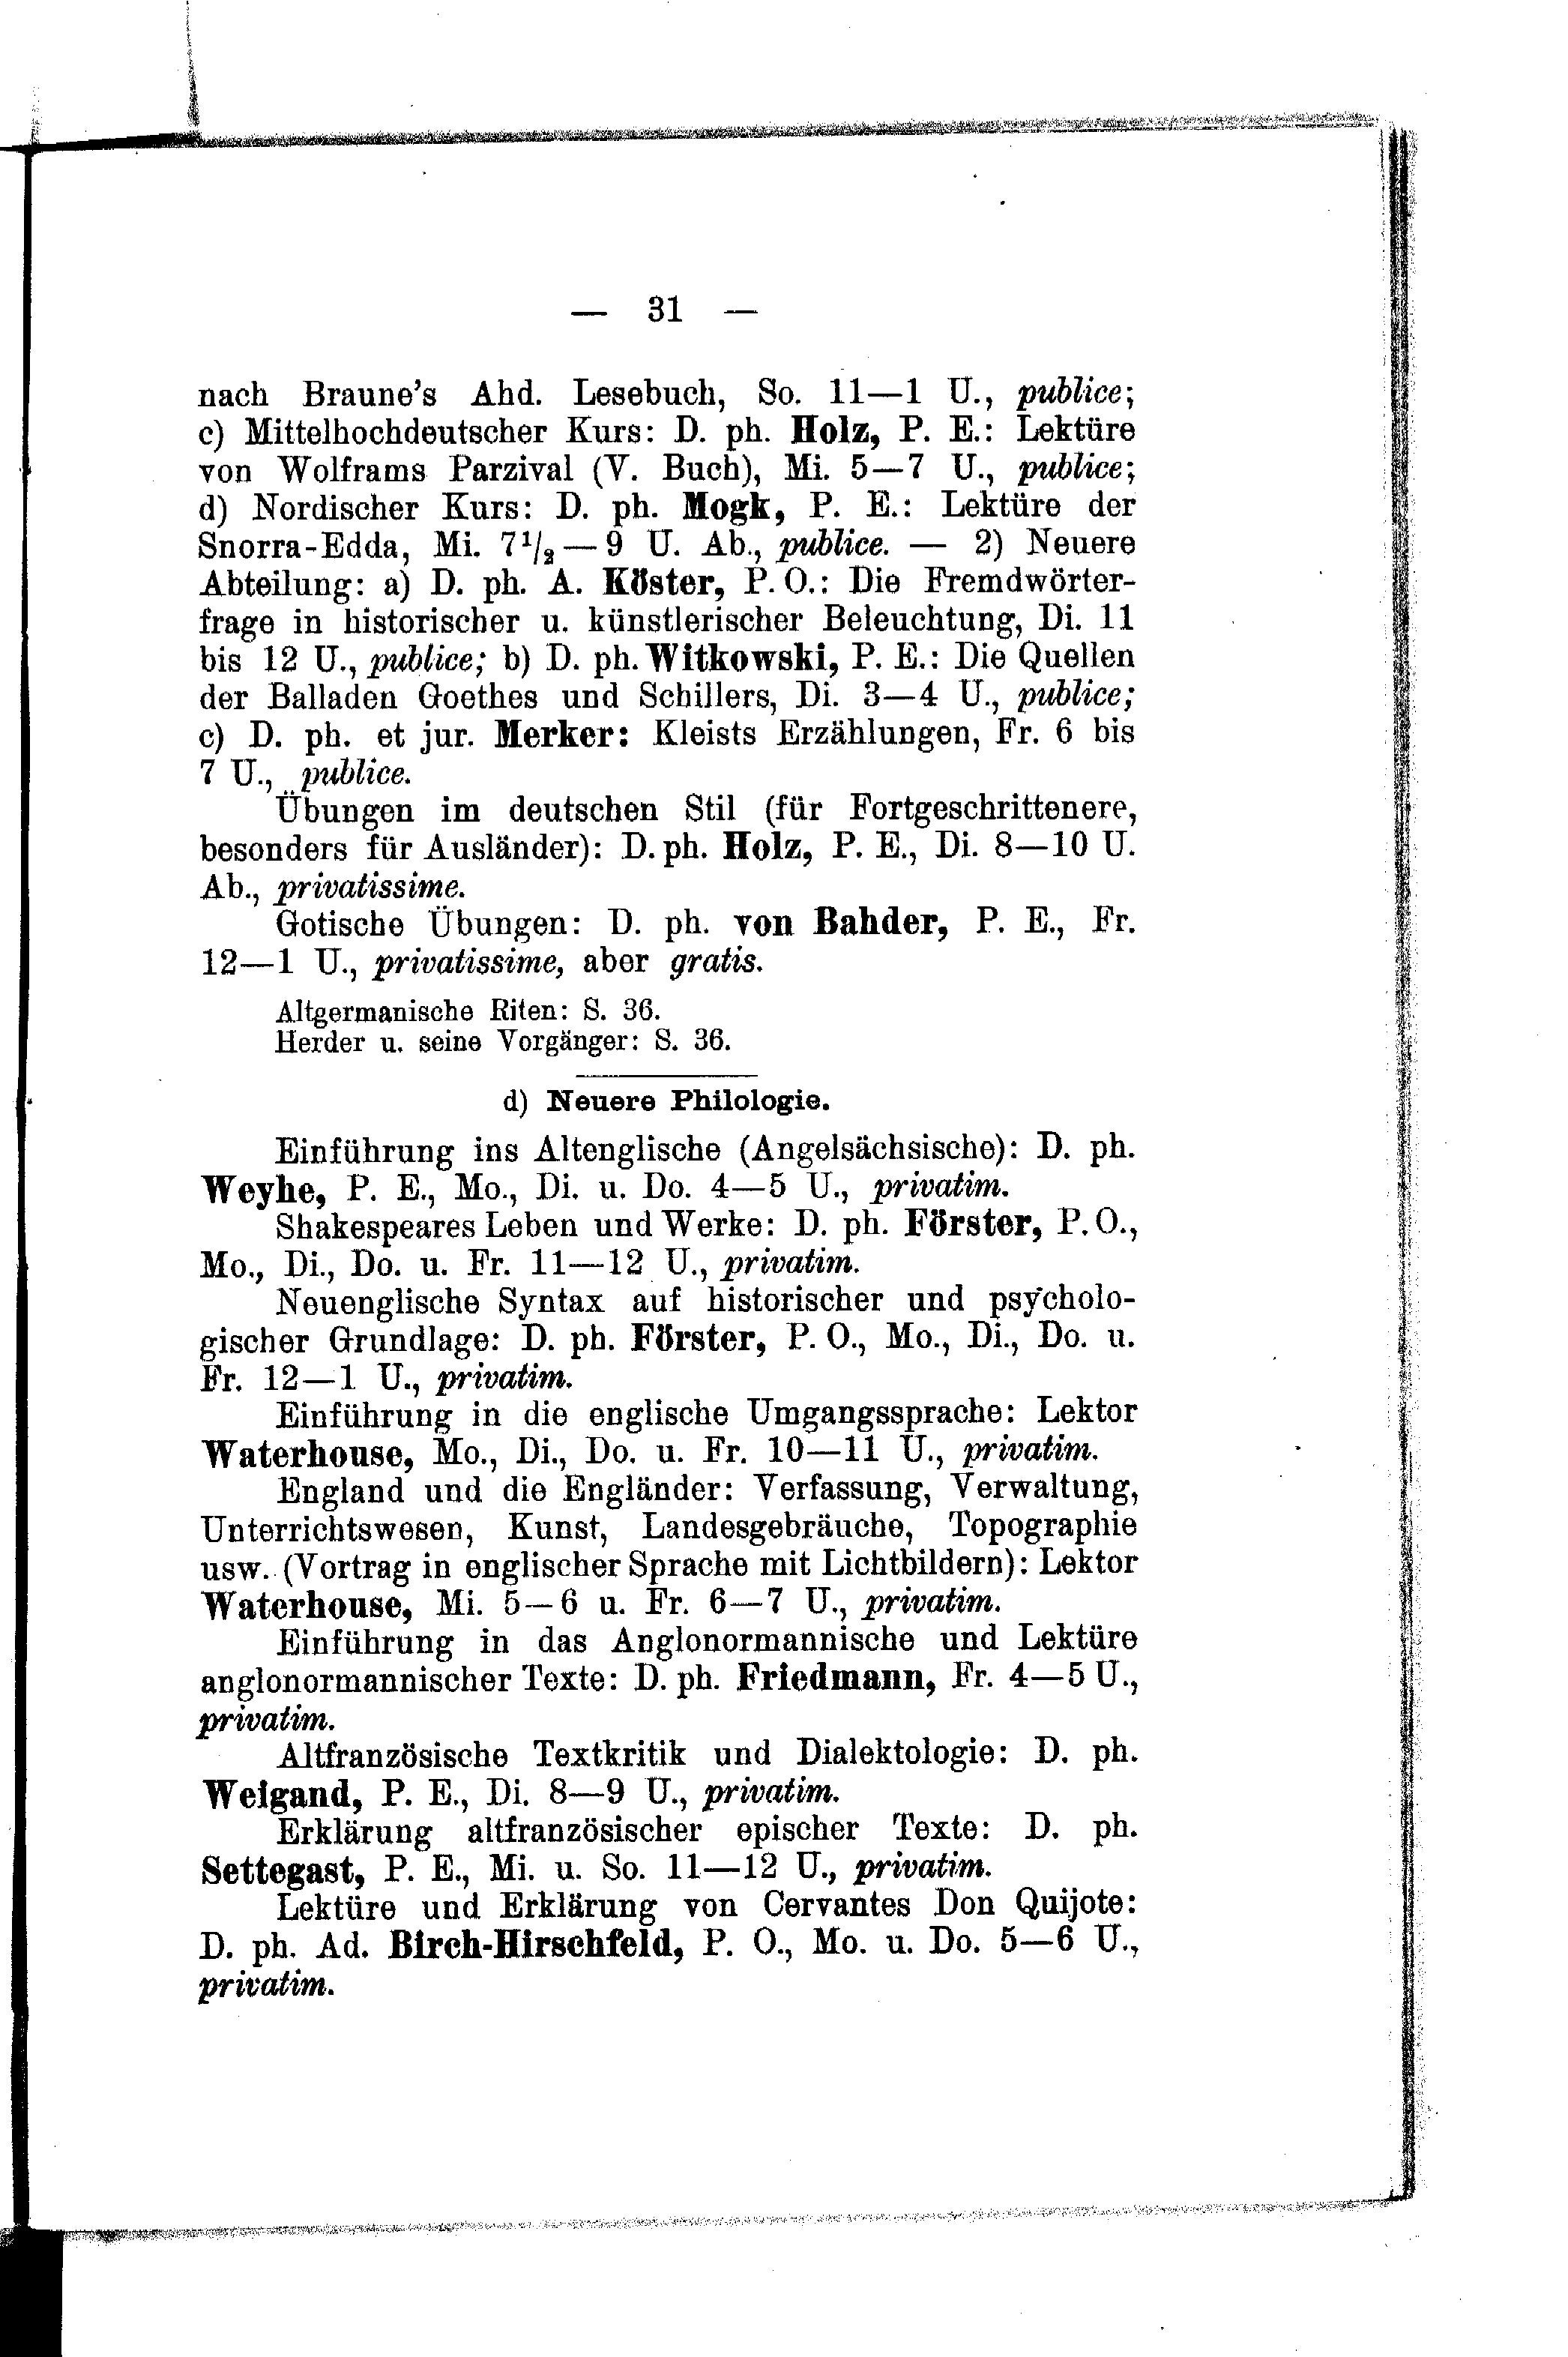 — 31 —
nach Braune's Ahd. Lesebuch, So. 11—1 U., publice;
c) Mittelhochdeutscher Kurs: D. ph. Holz, P. E.: Lektüre
von Wolframs Parzival (V. Buch), Mi. 5—7 U., publice;
d) Nordischer Kurs: D. ph. Mogk, P. E.: Lektüre der
Snorra-Edda, Mi. 7½—9 U. Ab., publice. — 2) Neuere
Abteilung: a) D. ph. A. Köster, P. O.: Die Fremdwörter-
frage in historischer u. künstlerischer Beleuchtung, Di. 11
bis 12 U., publice; b) D. ph. Witkowski, P. E.: Die Quellen
der Balladen Goethes und Schillers, Di. 3—4 U., publice;
c) D. ph. et jur. Merker: Kleists Erzählungen, Fr. 6 bis
7 U., publice.
Übungen im deutschen Stil (für Fortgeschrittenere,
besonders für Ausländer): D. ph. Holz, P. E., Di. 8—10 U.
Ab., privatissime.
Gotische Übungen: D. ph. von Bahder, P. E., Fr.
12—1 U., privatissime, aber gratis.
Altgermanische Riten: S. 36.
Herder u. seine Vorgänger: S. 36.
d) Neuere Philologie.
Einführung ins Altenglische (Angelsächsische): D. ph.
Weyhe, P. E., Mo., Di. u. Do. 4—5 U., privatim.
Shakespeares Leben und Werke: D. ph. Förster, P. O.,
Mo., Di., Do. u. Fr. 11—12 U., privatim.
Neuenglische Syntax auf historischer und psycholo-
gischer Grundlage: D. ph. Förster, P. O., Mo., Di., Do. u.
Fr. 12—1 U., privatim.
Einführung in die englische Umgangssprache: Lektor
Waterhouse, Mo., Di., Do. u. Fr. 10—11 U., privatim.
England und die Engländer: Verfassung, Verwaltung,
Unterrichtswesen, Kunst, Landesgebräuche, Topographie
usw. (Vortrag in englischer Sprache mit Lichtbildern): Lektor
Waterhouse, Mi. 5—6 u. Fr. 6—7 U., privatim.
Einführung in das Anglonormannische und Lektüre
anglonormannischer Texte: D. ph. Friedmann, Fr. 4—5 U.,
privatim.
Altfranzösische Textkritik und Dialektologie: D. ph.
Weigand, P. E., Di. 8—9 U., privatim.
Erklärung altfranzösischer epischer Texte: D. ph.
Settegast, P. E., Mi. u. So. 11—12 U., privatim.
Lektüre und Erklärung von Cervantes Don Quijote:
D. ph. Ad. Birch-Hirschfeld, P. O., Mo. u. Do. 5—6 U.,
privatim.